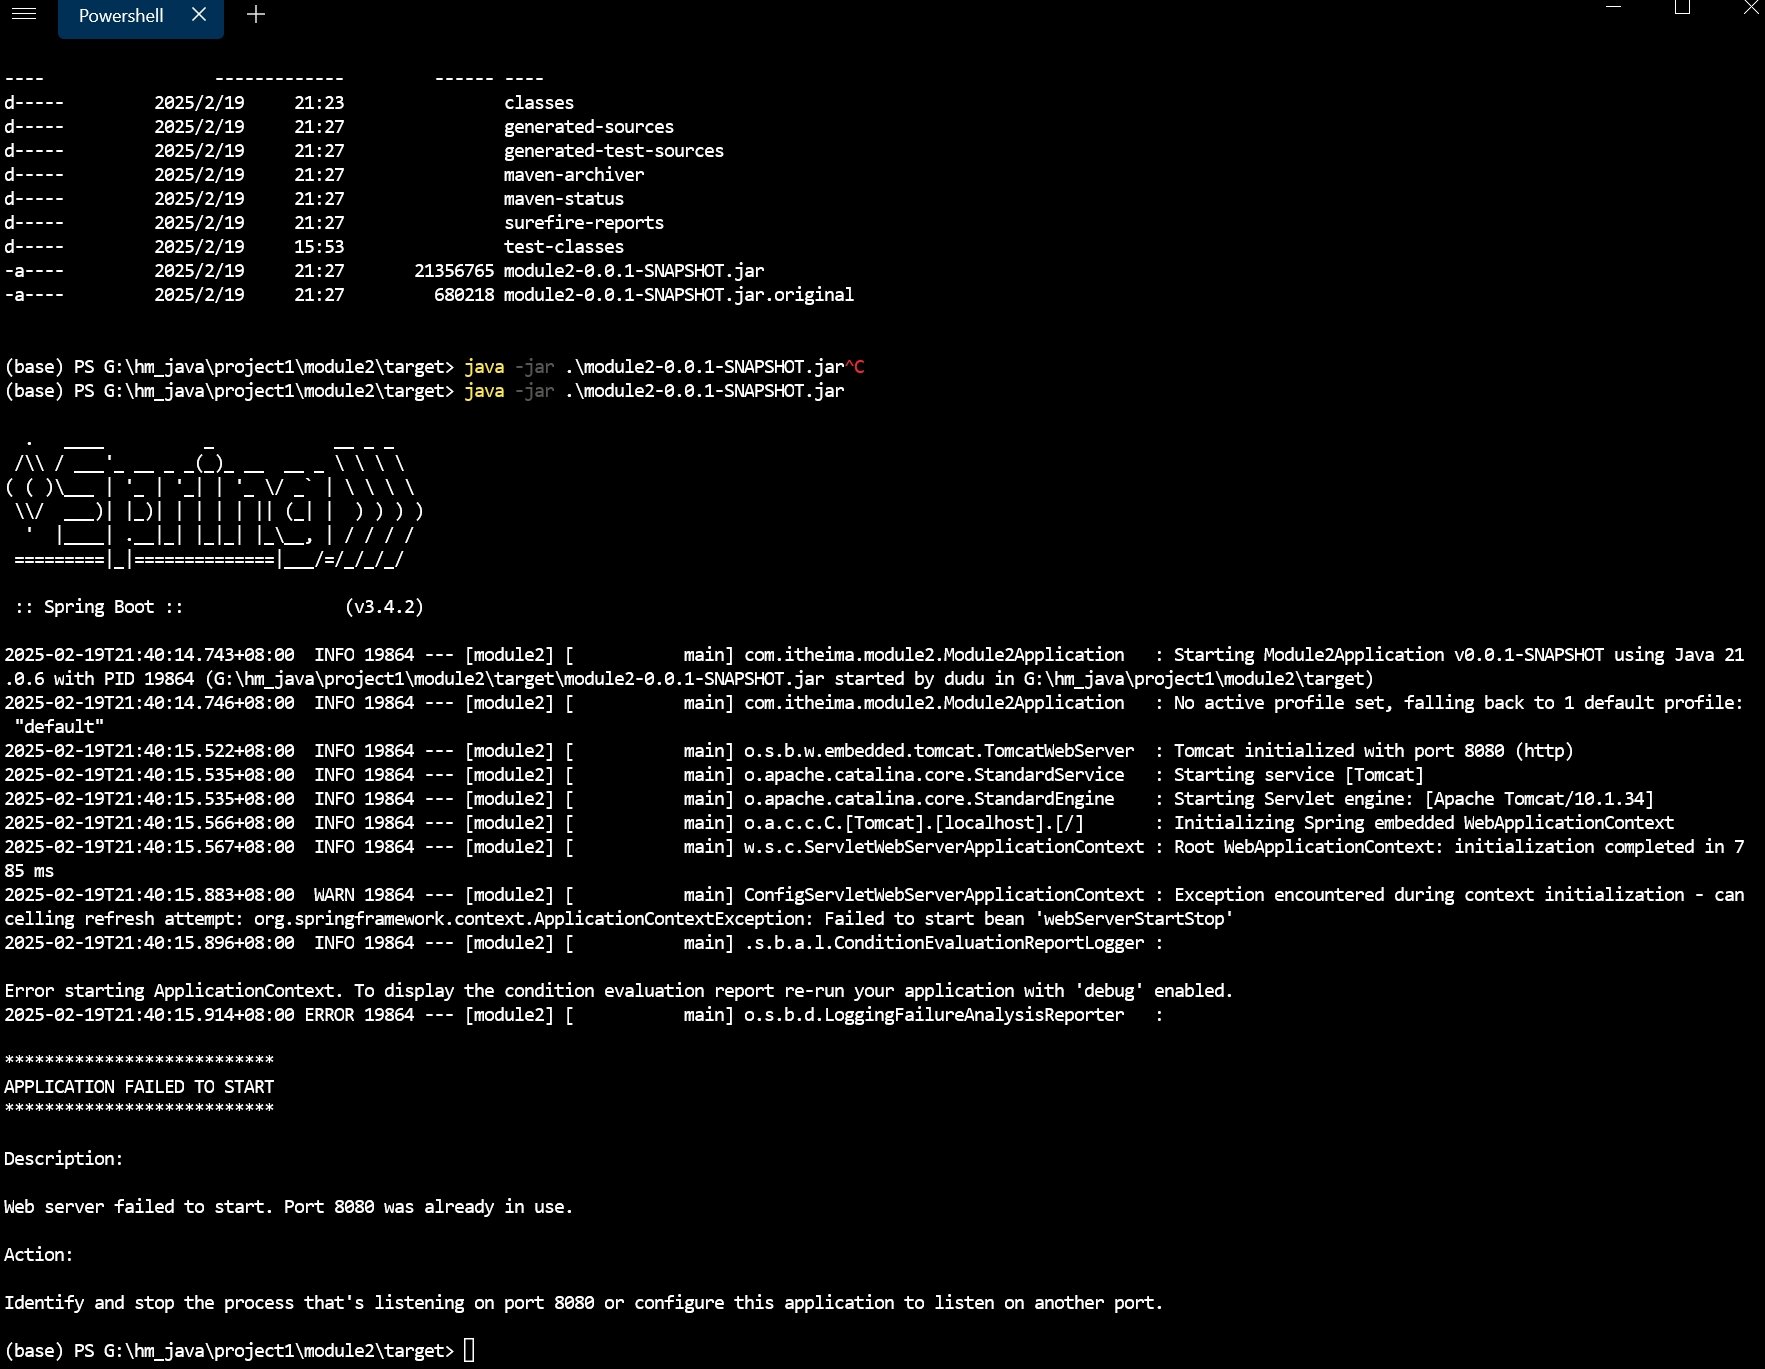 Powershell
----                 -------------         ------ ----
d-----         2025/2/19     21:23                classes
d-----         2025/2/19     21:27                generated-sources
d-----         2025/2/19     21:27                generated-test-sources
d-----         2025/2/19     21:27                maven-archiver
d-----         2025/2/19     21:27                maven-status
d-----         2025/2/19     21:27                surefire-reports
d-----         2025/2/19     15:53                test-classes
-a----         2025/2/19     21:27       21356765 module2-0.0.1-SNAPSHOT.jar
-a----         2025/2/19     21:27         680218 module2-0.0.1-SNAPSHOT.jar.original
(base) PS G:\hm_java\project1\module2\target> java -jar .\module2-0.0.1-SNAPSHOT.jar^C
(base) PS G:\hm_java\project1\module2\target> java -jar .\module2-0.0.1-SNAPSHOT.jar
  .   ____          _            __ _ _
 /\\ / ___'_ __ _ _(_)_ __  __ _ \ \ \ \
( ( )\___ | '_ | '_| | '_ \/ _` | \ \ \ \
 \\/  ___)| |_)| | | | | || (_| |  ) ) ) )
  '  |____| .__|_| |_|_| |_\__, | / / / /
 =========|_|==============|___/=/_/_/_/
 :: Spring Boot ::                (v3.4.2)
2025-02-19T21:40:14.743+08:00  INFO 19864 --- [module2] [           main] com.itheima.module2.Module2Application   : Starting Module2Application v0.0.1-SNAPSHOT using Java 21
.0.6 with PID 19864 (G:\hm_java\project1\module2\target\module2-0.0.1-SNAPSHOT.jar started by dudu in G:\hm_java\project1\module2\target)
2025-02-19T21:40:14.746+08:00  INFO 19864 --- [module2] [           main] com.itheima.module2.Module2Application   : No active profile set, falling back to 1 default profile:
 "default"
2025-02-19T21:40:15.522+08:00  INFO 19864 --- [module2] [           main] o.s.b.w.embedded.tomcat.TomcatWebServer  : Tomcat initialized with port 8080 (http)
2025-02-19T21:40:15.535+08:00  INFO 19864 --- [module2] [           main] o.apache.catalina.core.StandardService   : Starting service [Tomcat]
2025-02-19T21:40:15.535+08:00  INFO 19864 --- [module2] [           main] o.apache.catalina.core.StandardEngine    : Starting Servlet engine: [Apache Tomcat/10.1.34]
2025-02-19T21:40:15.566+08:00  INFO 19864 --- [module2] [           main] o.a.c.c.C.[Tomcat].[localhost].[/]       : Initializing Spring embedded WebApplicationContext
2025-02-19T21:40:15.567+08:00  INFO 19864 --- [module2] [           main] w.s.c.ServletWebServerApplicationContext : Root WebApplicationContext: initialization completed in 7
85 ms
2025-02-19T21:40:15.883+08:00  WARN 19864 --- [module2] [           main] ConfigServletWebServerApplicationContext : Exception encountered during context initialization - can
celling refresh attempt: org.springframework.context.ApplicationContextException: Failed to start bean 'webServerStartStop'
2025-02-19T21:40:15.896+08:00  INFO 19864 --- [module2] [           main] .s.b.a.l.ConditionEvaluationReportLogger :
Error starting ApplicationContext. To display the condition evaluation report re-run your application with 'debug' enabled.
2025-02-19T21:40:15.914+08:00 ERROR 19864 --- [module2] [           main] o.s.b.d.LoggingFailureAnalysisReporter   :
***************************
APPLICATION FAILED TO START
***************************
Description:
Web server failed to start. Port 8080 was already in use.
Action:
Identify and stop the process that's listening on port 8080 or configure this application to listen on another port.
(base) PS G:\hm_java\project1\module2\target>